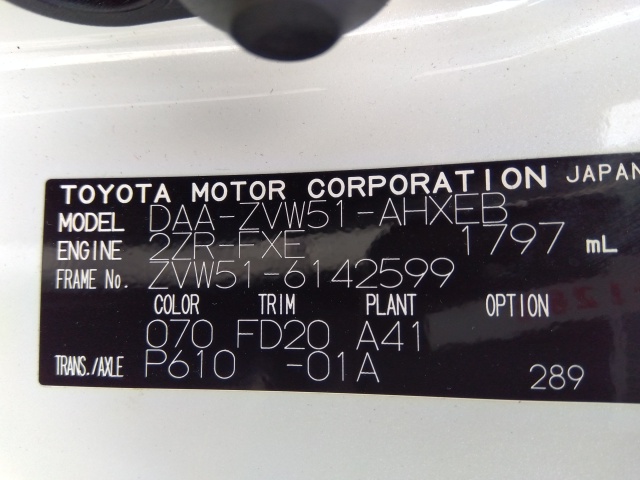 TOYOTA MOTOR CORPORATION JAPAN
MODEL DAA-ZVW51-AHXEB
ENGINE 2ZR-FXE 1797 mL
FRAME No. ZVW51-6142599
COLOR TRIM PLANT OPTION
070 FD20 A41
TRANS./AXLE P610 -01A 289